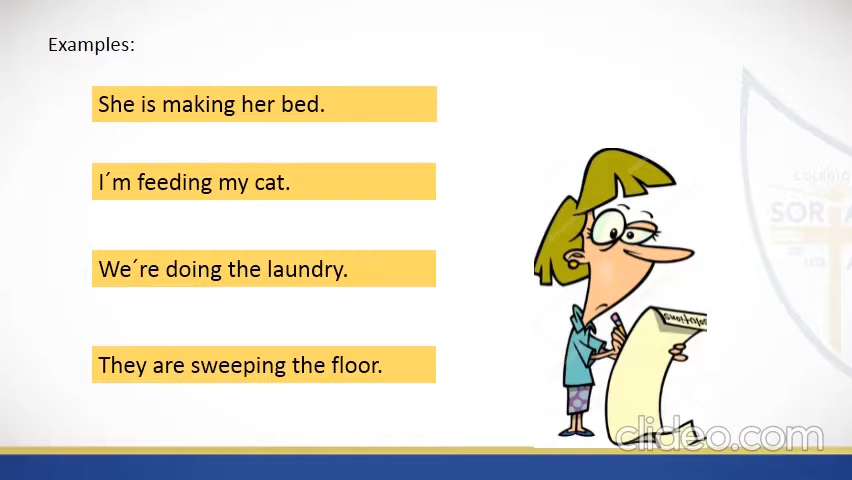 Examples:
She is making her bed.
I´m feeding my cat.
We´re doing the laundry.
They are sweeping the floor.
clideo.com